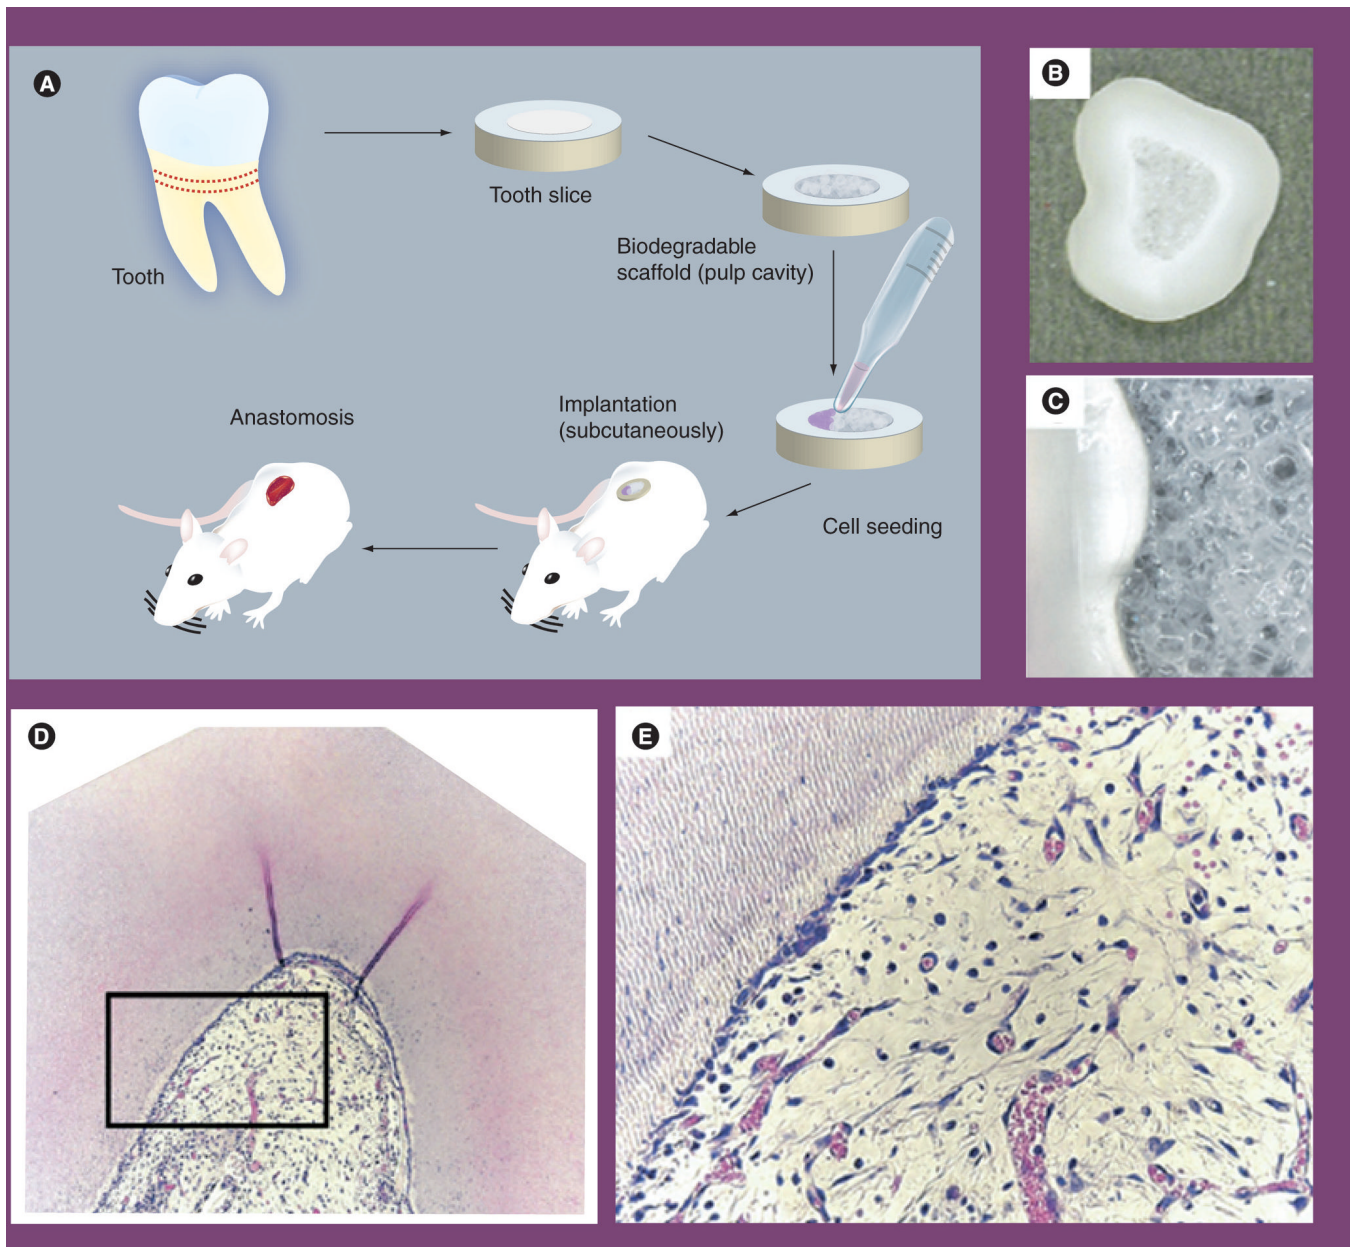 A
Tooth
Tooth slice
Biodegradable
scaffold (pulp cavity)
Cell seeding
Implantation
(subcutaneously)
Anastomosis
B
C
D
E